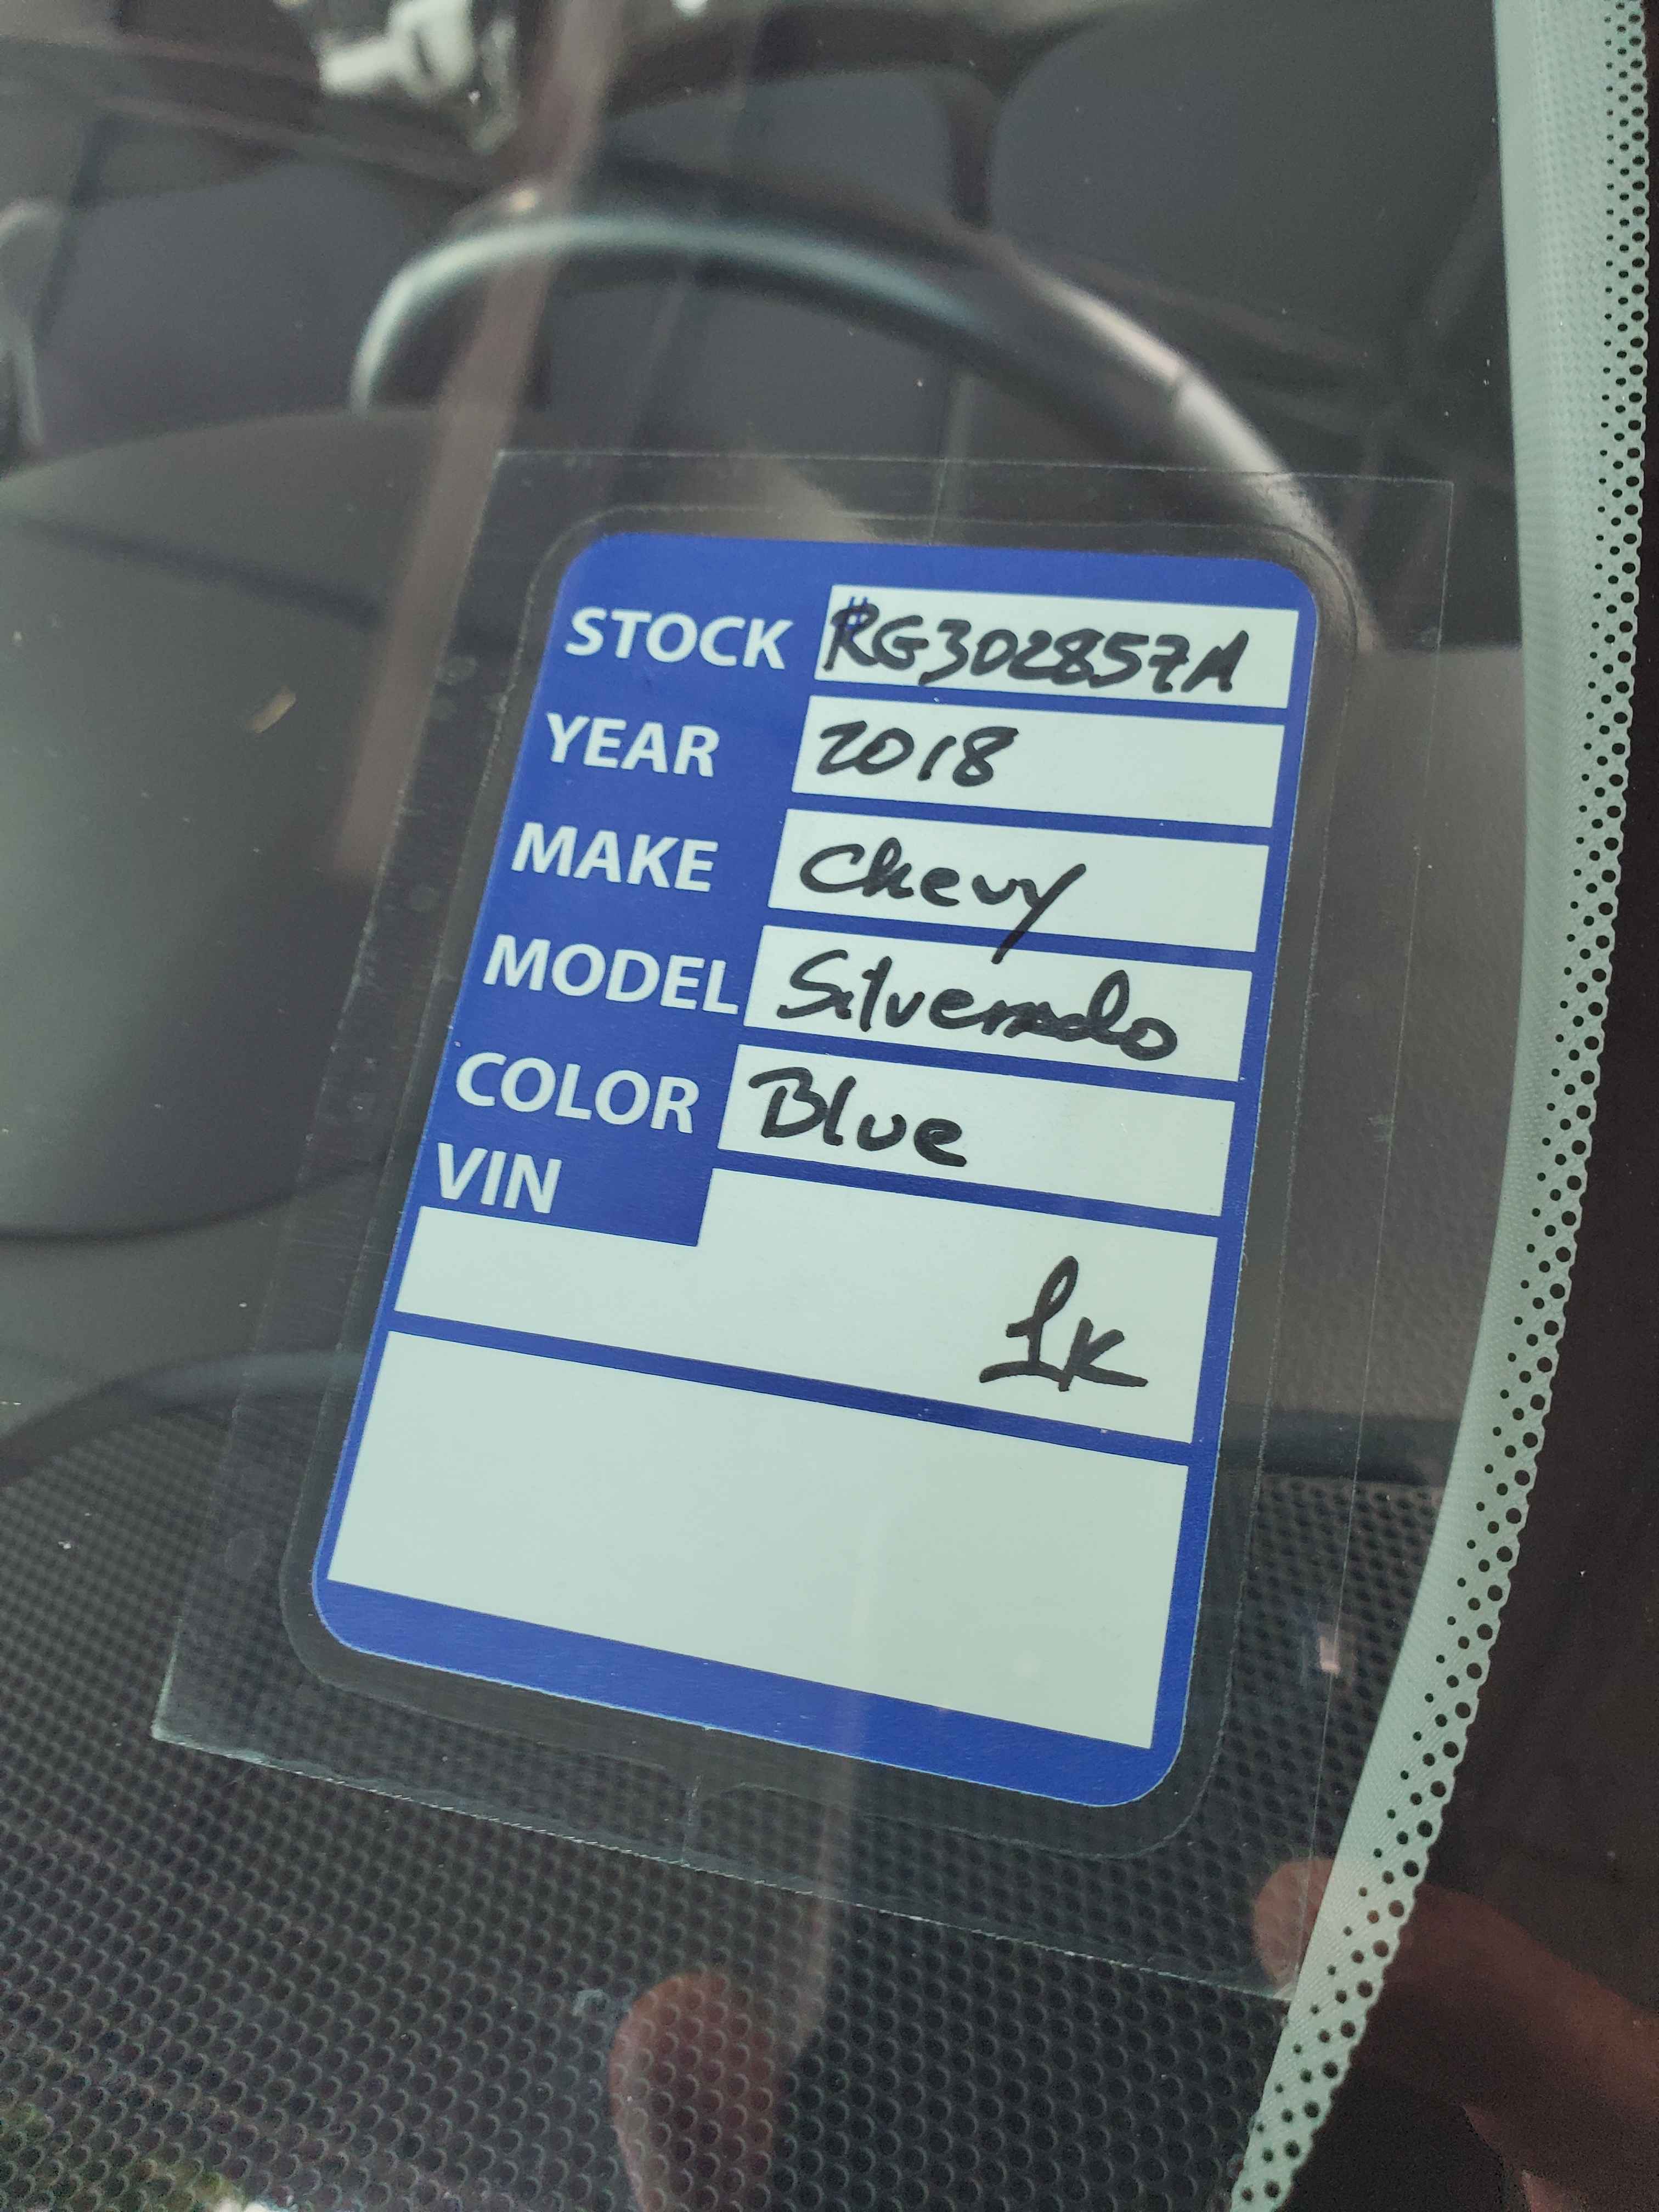 STOCK #RG302857A
YEAR 2018
MAKE Chevy
MODEL Silverado
COLOR Blue
VIN
1K